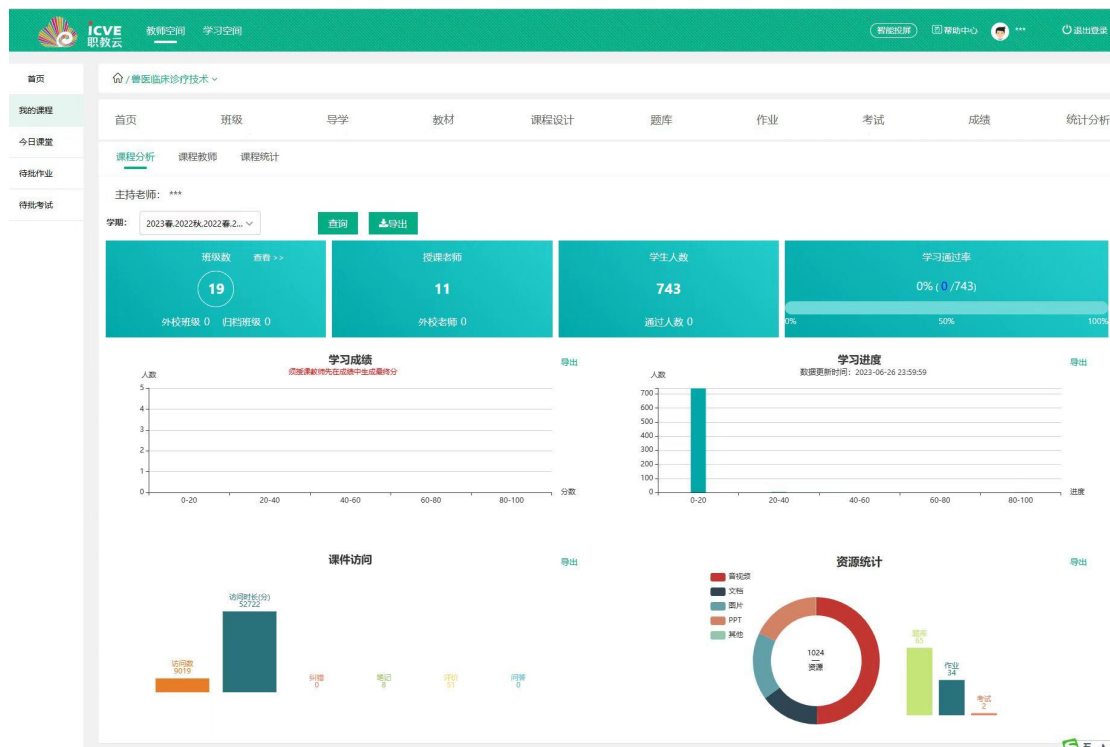 iCVE
职教云
教师空间 学习空间
智能投屏 帮助中心 *** 退出登录
首页
我的课程
今日课堂
待批作业
待批考试
/ 兽医临床诊疗技术
首页 班级 导学 教材 课程设计 题库 作业 考试 成绩 统计分析
课程分析 课程教师 课程统计
主持老师: ***
学期: 2023春,2022秋,2022春,2... 查询 导出
班级数 查看 >>
19
外校班级 0 归档班级 0
授课老师
11
外校老师 0
学生人数
743
通过人数 0
学习通过率
0% ( 0 /743)
0% 50% 100%
学习成绩
须授课教师先在成绩中生成最终分
导出
人数
5
4
3
2
1
0
0-20 20-40 40-60 60-80 80-100
分数
学习进度
数据更新时间: 2023-06-26 23:59:59
导出
人数
700
600
500
400
300
200
100
0
0-20 20-40 40-60 60-80 80-100
进度
课件访问
导出
访问数
9019
访问时长(分)
52722
纠错
0
笔记
8
评价
51
问答
0
资源统计
导出
音视频
文档
图片
PPT
其他
1024
资源
题库
65
作业
34
考试
2